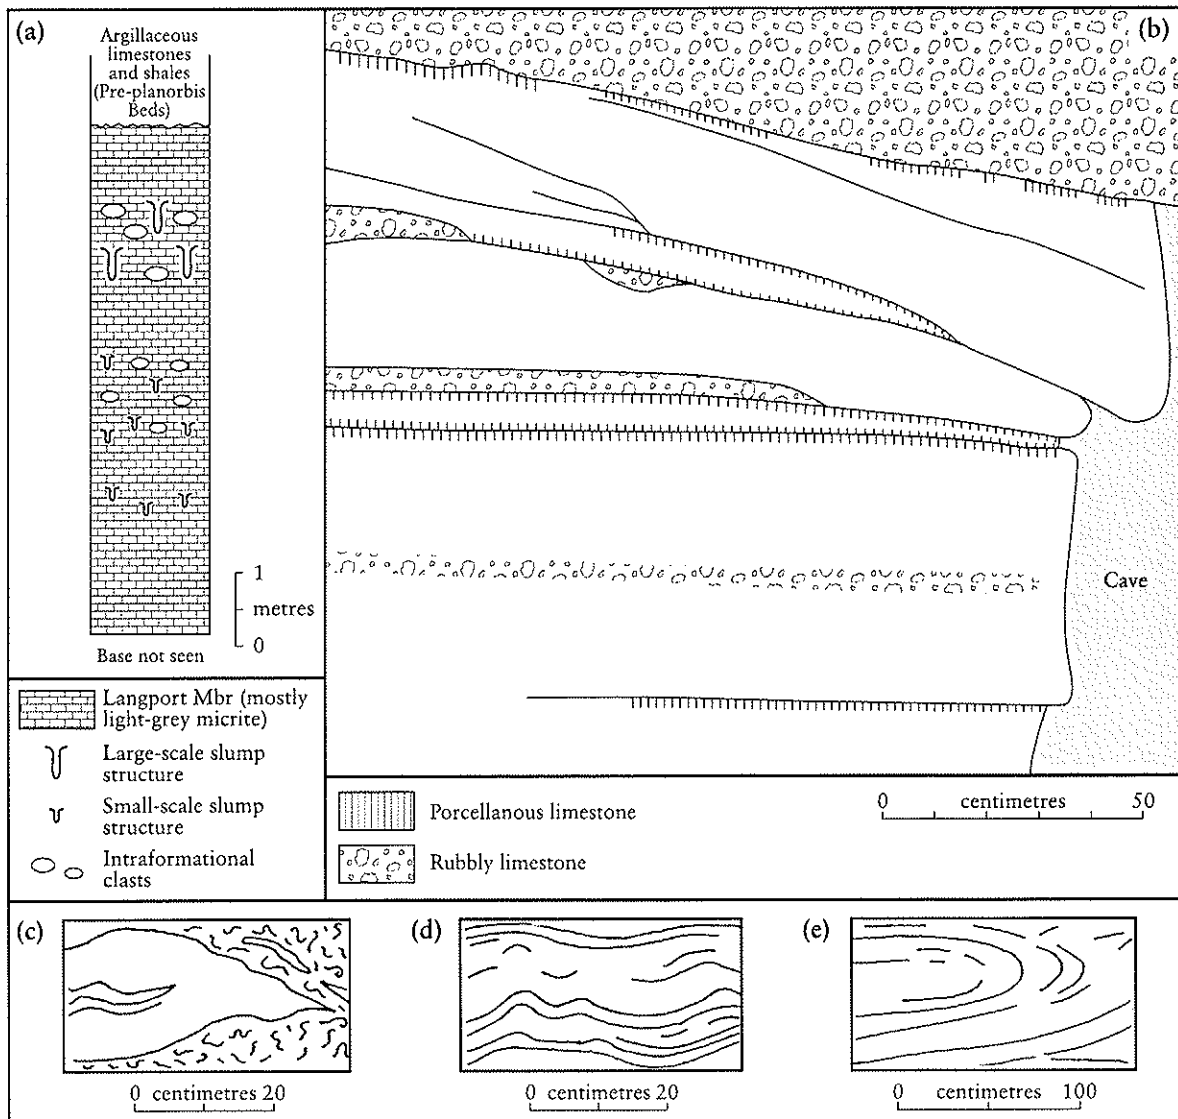 (a)
Argillaceous
limestones
and shales
(Pre-planorbis
Beds)
1
metres
0
Base not seen
Langport Mbr (mostly
light-grey micrite)
Large-scale slump
structure
Small-scale slump
structure
Intraformational
clasts
(b)
Cave
Porcellanous limestone
Rubbly limestone
0 centimetres 50
(c)
0 centimetres 20
(d)
0 centimetres 20
(e)
0 centimetres 100